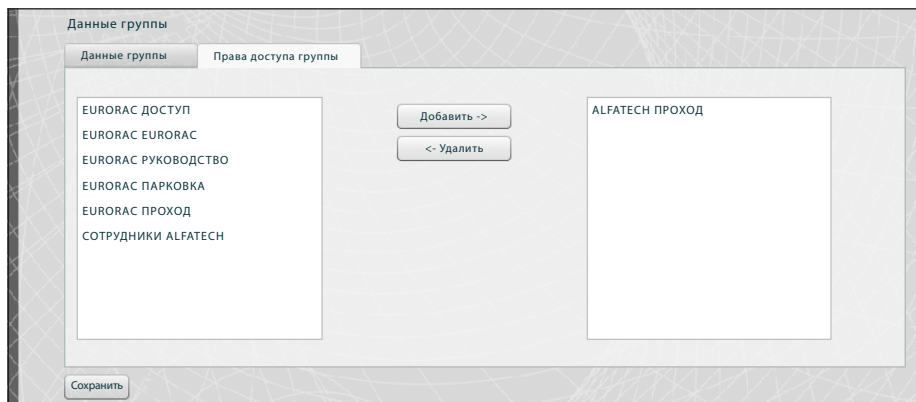 Данные группы
Данные группы
Права доступа группы
EURORAC ДОСТУП
EURORAC EURORAC
EURORAC РУКОВОДСТВО
EURORAC ПАРКОВКА
EURORAC ПРОХОД
СОТРУДНИКИ ALFATECH
Добавить ->
<- Удалить
ALFATECH ПРОХОД
Сохранить